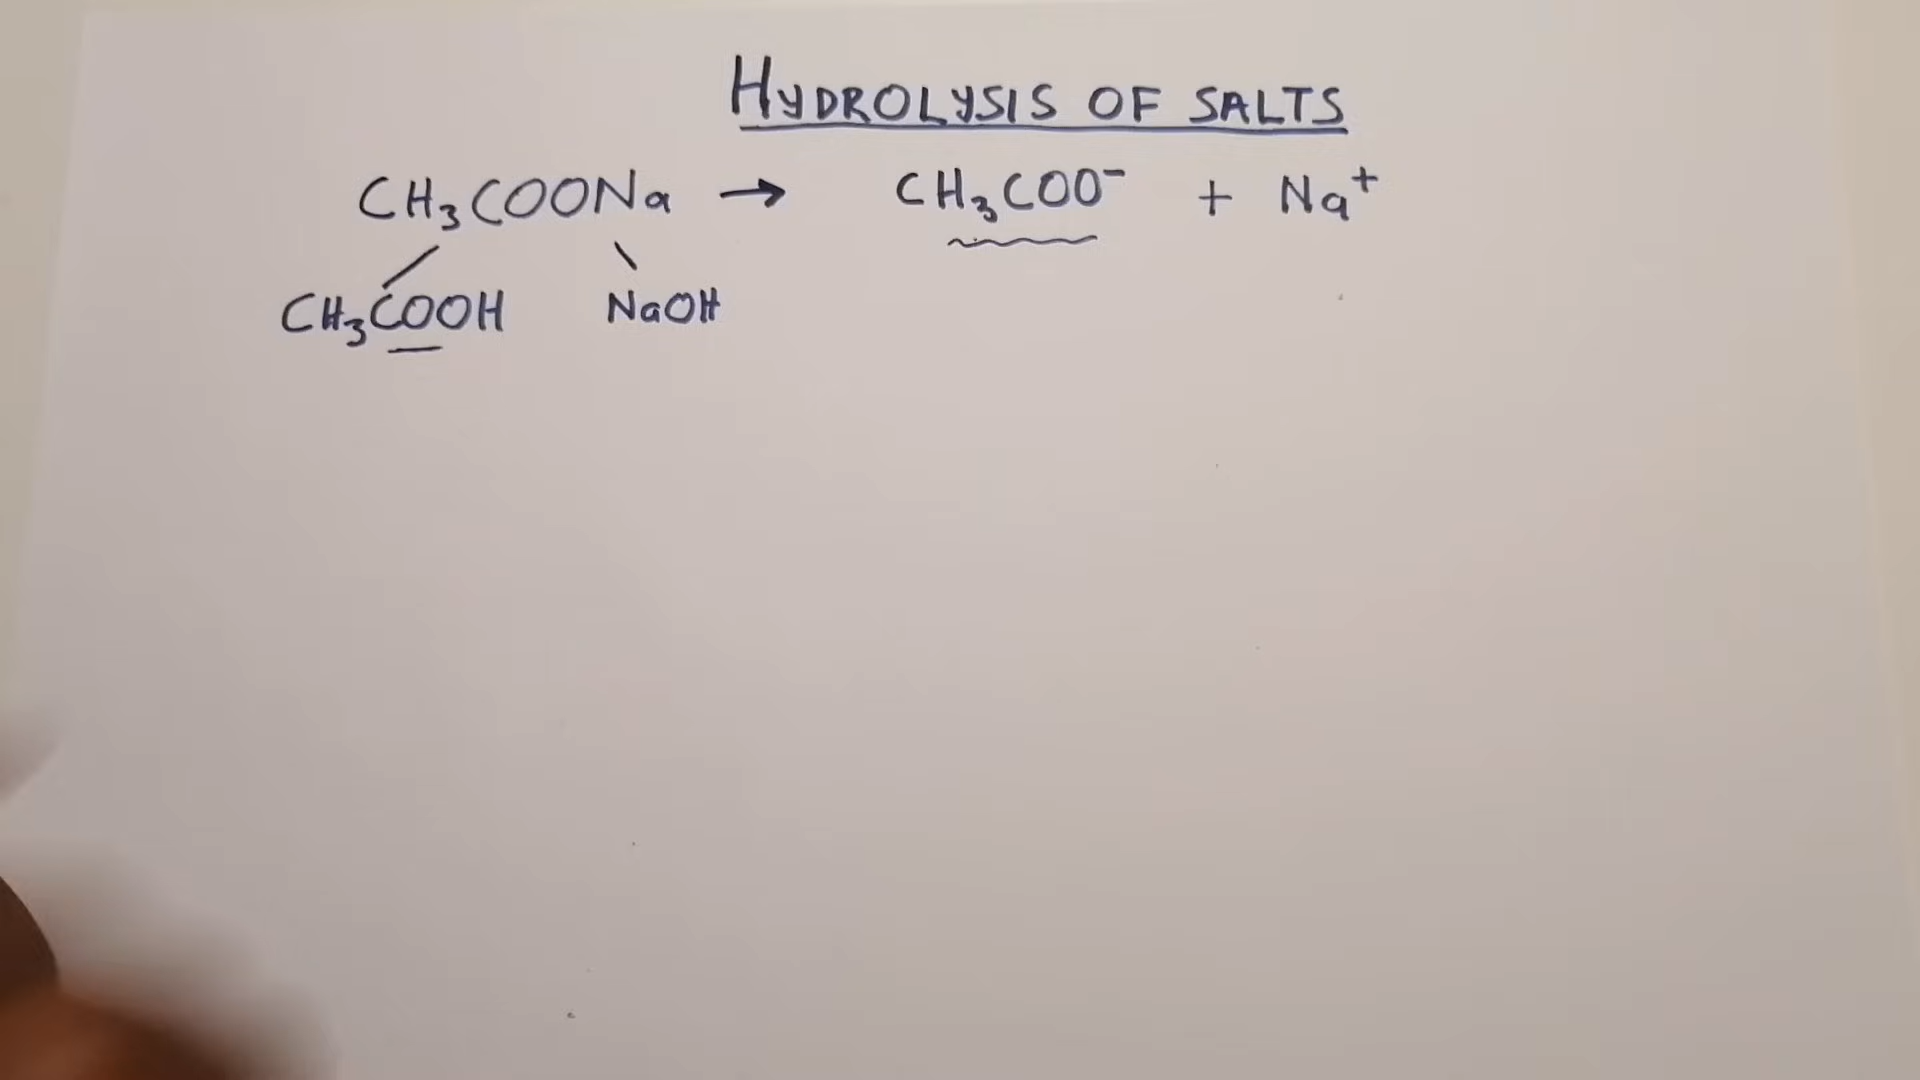 HYDROLYSIS OF SALTS
CH₃COONa → CH₃COO⁻ + Na⁺
CH₃COOH NaOH